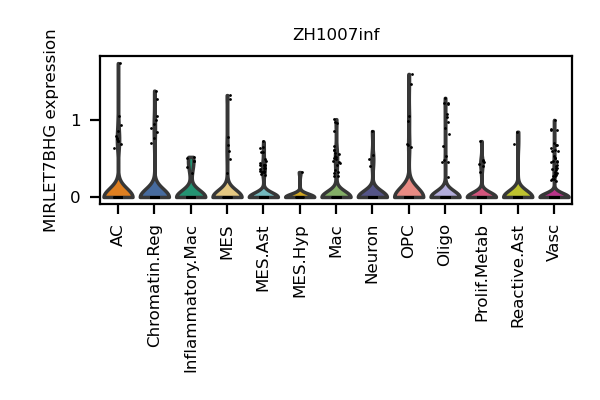 ZH1007inf
MIRLET7BHG expression
1
0
AC
Chromatin.Reg
Inflammatory.Mac
MES
MES.Ast
MES.Hyp
Mac
Neuron
OPC
Oligo
Prolif.Metab
Reactive.Ast
Vasc